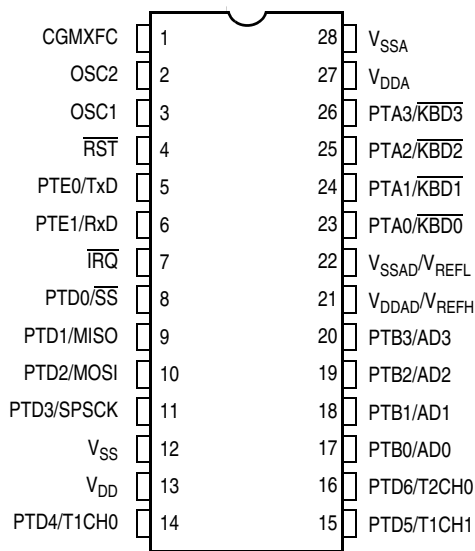 CGMXFC 1 28 VSSA
OSC2 2 27 VDDA
OSC1 3 26 PTA3/KBD3
RST 4 25 PTA2/KBD2
PTE0/TxD 5 24 PTA1/KBD1
PTE1/RxD 6 23 PTA0/KBD0
IRQ 7 22 VSSAD/VREFL
PTD0/SS 8 21 VDDAD/VREFH
PTD1/MISO 9 20 PTB3/AD3
PTD2/MOSI 10 19 PTB2/AD2
PTD3/SPSCK 11 18 PTB1/AD1
VSS 12 17 PTB0/AD0
VDD 13 16 PTD6/T2CH0
PTD4/T1CH0 14 15 PTD5/T1CH1